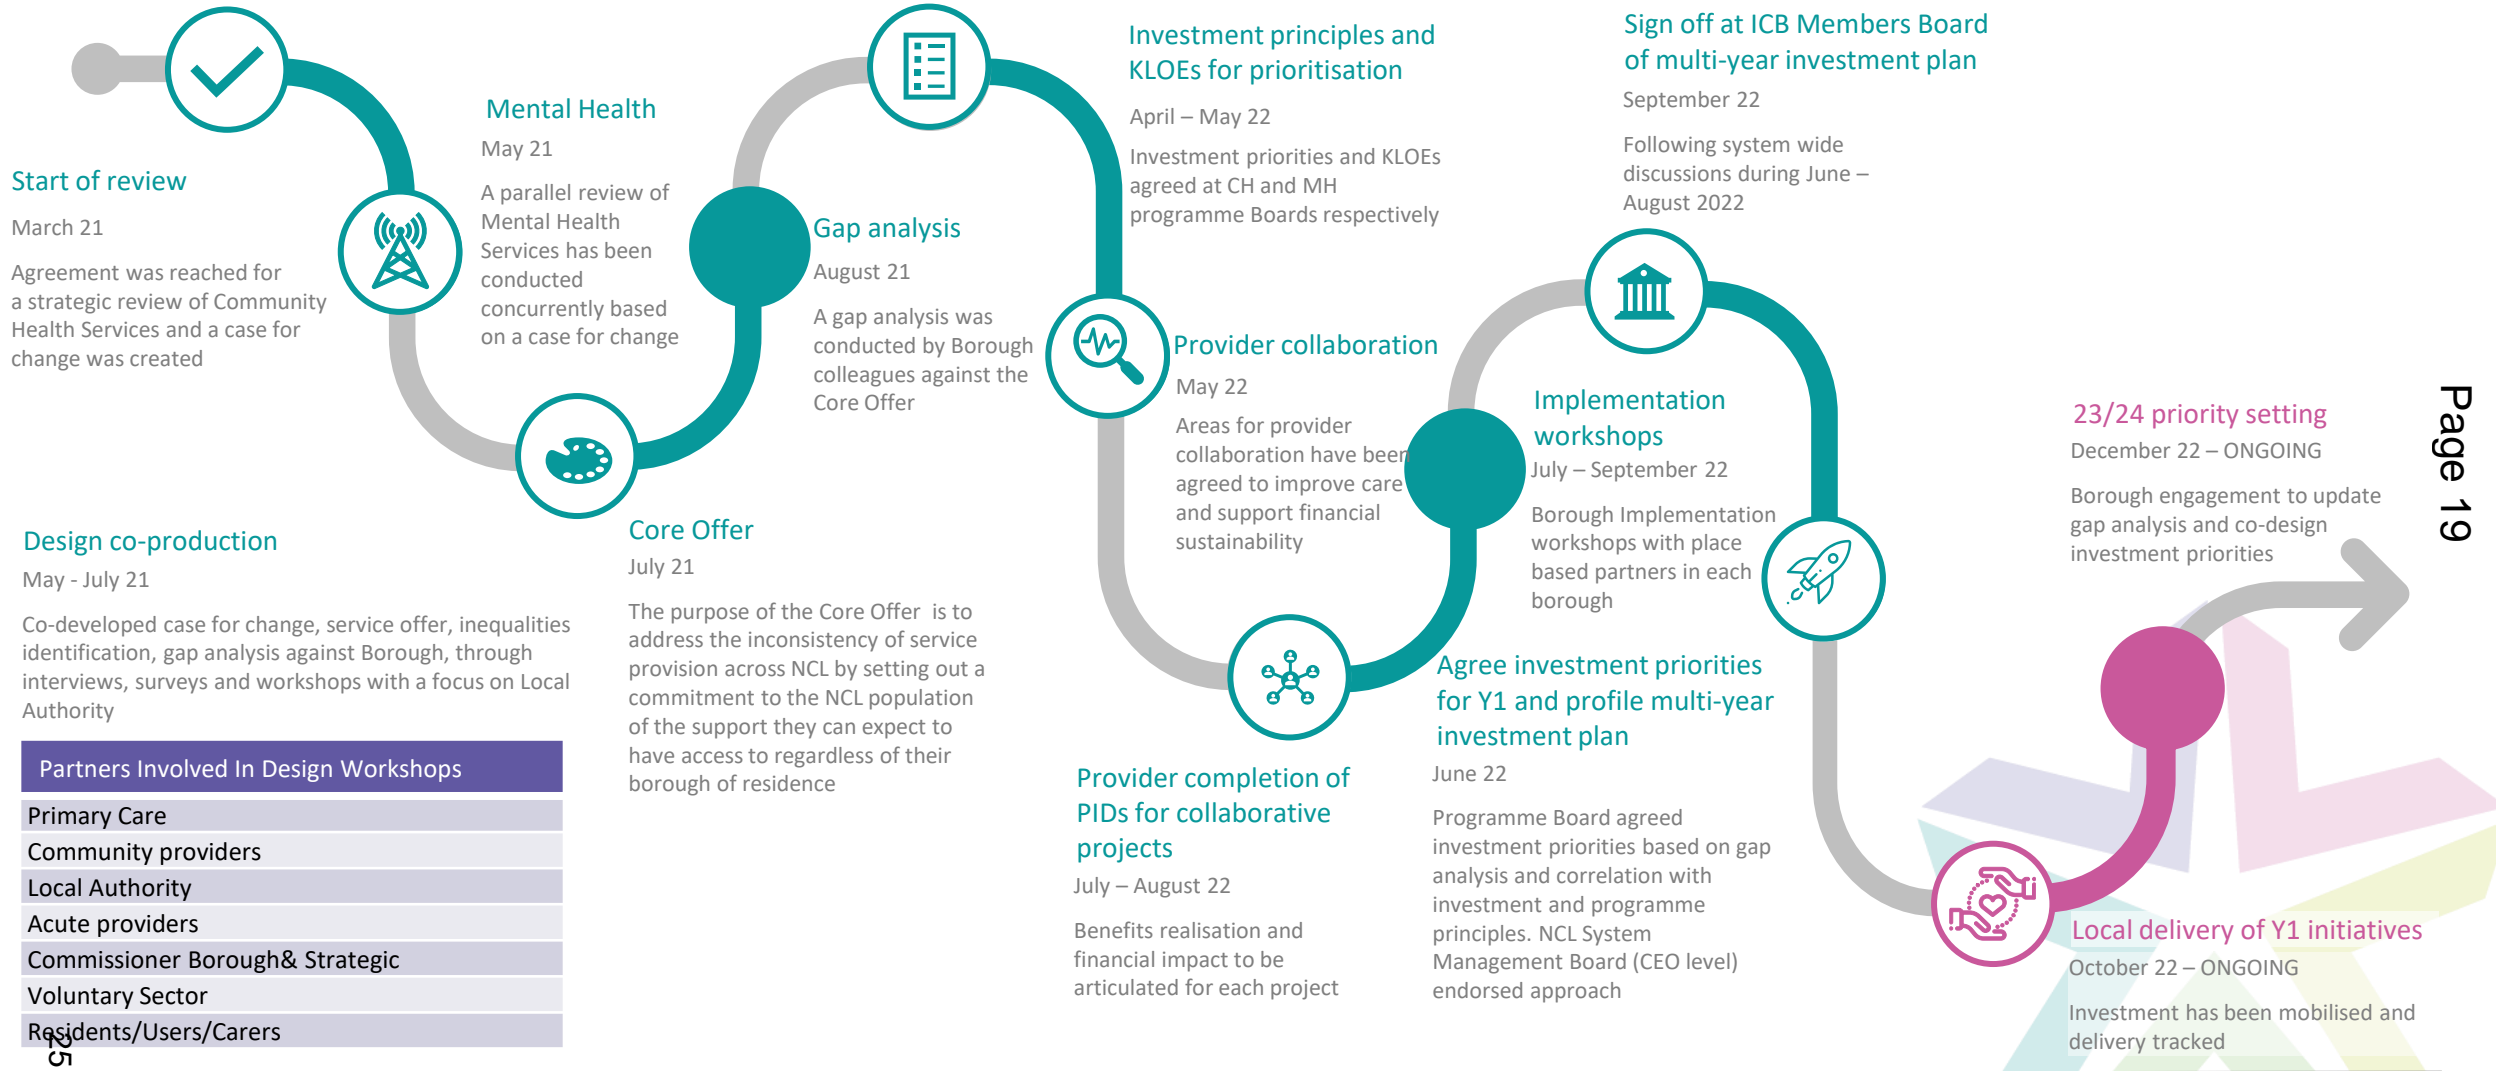 Start of review
March 21
Agreement was reached for
a strategic review of Community
Health Services and a case for
change was created
Mental Health
May 21
A parallel review of
Mental Health
Services has been
conducted
concurrently based
on a case for change
Design co-production
May - July 21
Co-developed case for change, service offer, inequalities
identification, gap analysis against Borough, through
interviews, surveys and workshops with a focus on Local
Authority
Partners Involved In Design Workshops
Primary Care
Community providers
Local Authority
Acute providers
Commissioner Borough& Strategic
Voluntary Sector
Residents/Users/Carers
25
Core Offer
July 21
The purpose of the Core Offer is to
address the inconsistency of service
provision across NCL by setting out a
commitment to the NCL population
of the support they can expect to
have access to regardless of their
borough of residence
Gap analysis
August 21
A gap analysis was
conducted by Borough
colleagues against the
Core Offer
Investment principles and
KLOEs for prioritisation
April – May 22
Investment priorities and KLOEs
agreed at CH and MH
programme Boards respectively
Provider collaboration
May 22
Areas for provider
collaboration have been
agreed to improve care
and support financial
sustainability
Provider completion of
PIDs for collaborative
projects
July – August 22
Benefits realisation and
financial impact to be
articulated for each project
Agree investment priorities
for Y1 and profile multi-year
investment plan
June 22
Programme Board agreed
investment priorities based on gap
analysis and correlation with
investment and programme
principles. NCL System
Management Board (CEO level)
endorsed approach
Implementation
workshops
July – September 22
Borough Implementation
workshops with place
based partners in each
borough
Sign off at ICB Members Board
of multi-year investment plan
September 22
Following system wide
discussions during June –
August 2022
Local delivery of Y1 initiatives
October 22 – ONGOING
Investment has been mobilised and
delivery tracked
23/24 priority setting
December 22 – ONGOING
Borough engagement to update
gap analysis and co-design
investment priorities
Page 19